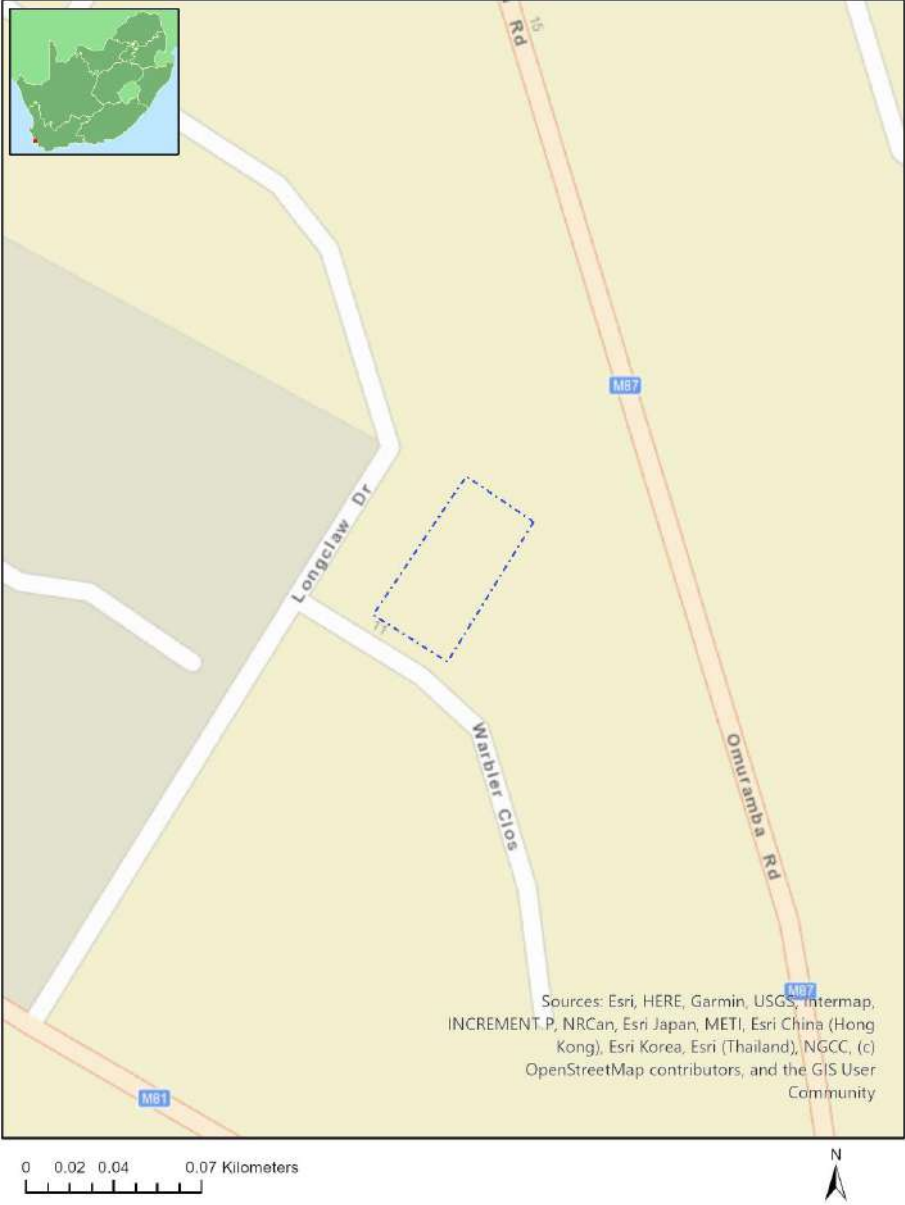 Rd
15
M87
Longclaw Dr
11
Warbler Clos
Omuramba Rd
M87
Sources: Esri, HERE, Garmin, USGS, Intermap,
INCREMENT P, NRCan, Esri Japan, METI, Esri China (Hong
Kong), Esri Korea, Esri (Thailand), NGCC, (c)
OpenStreetMap contributors, and the GIS User
Community
M81
0 0.02 0.04 0.07 Kilometers
N